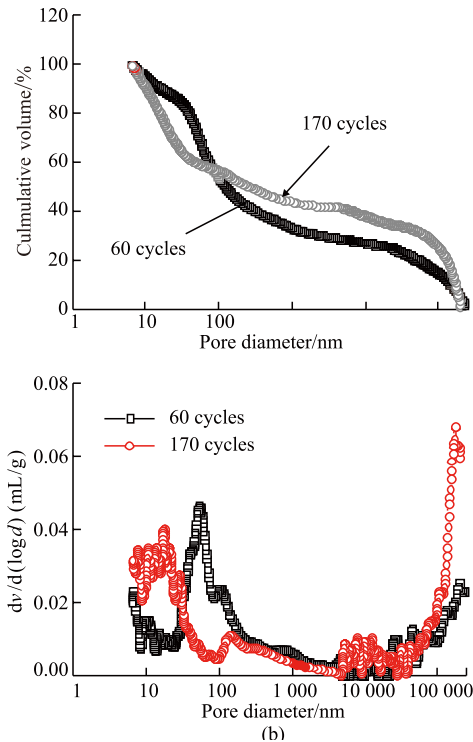 100
80
60
40
20
0
Culmulative volume/%
170 cycles
60 cycles
1
10
100
Pore diameter/nm
0.08
0.06
0.04
0.02
0.00
dv/d(logd) (mL/g)
60 cycles
170 cycles
1
10
100
1 000
10 000
100 000
Pore diameter/nm
(b)